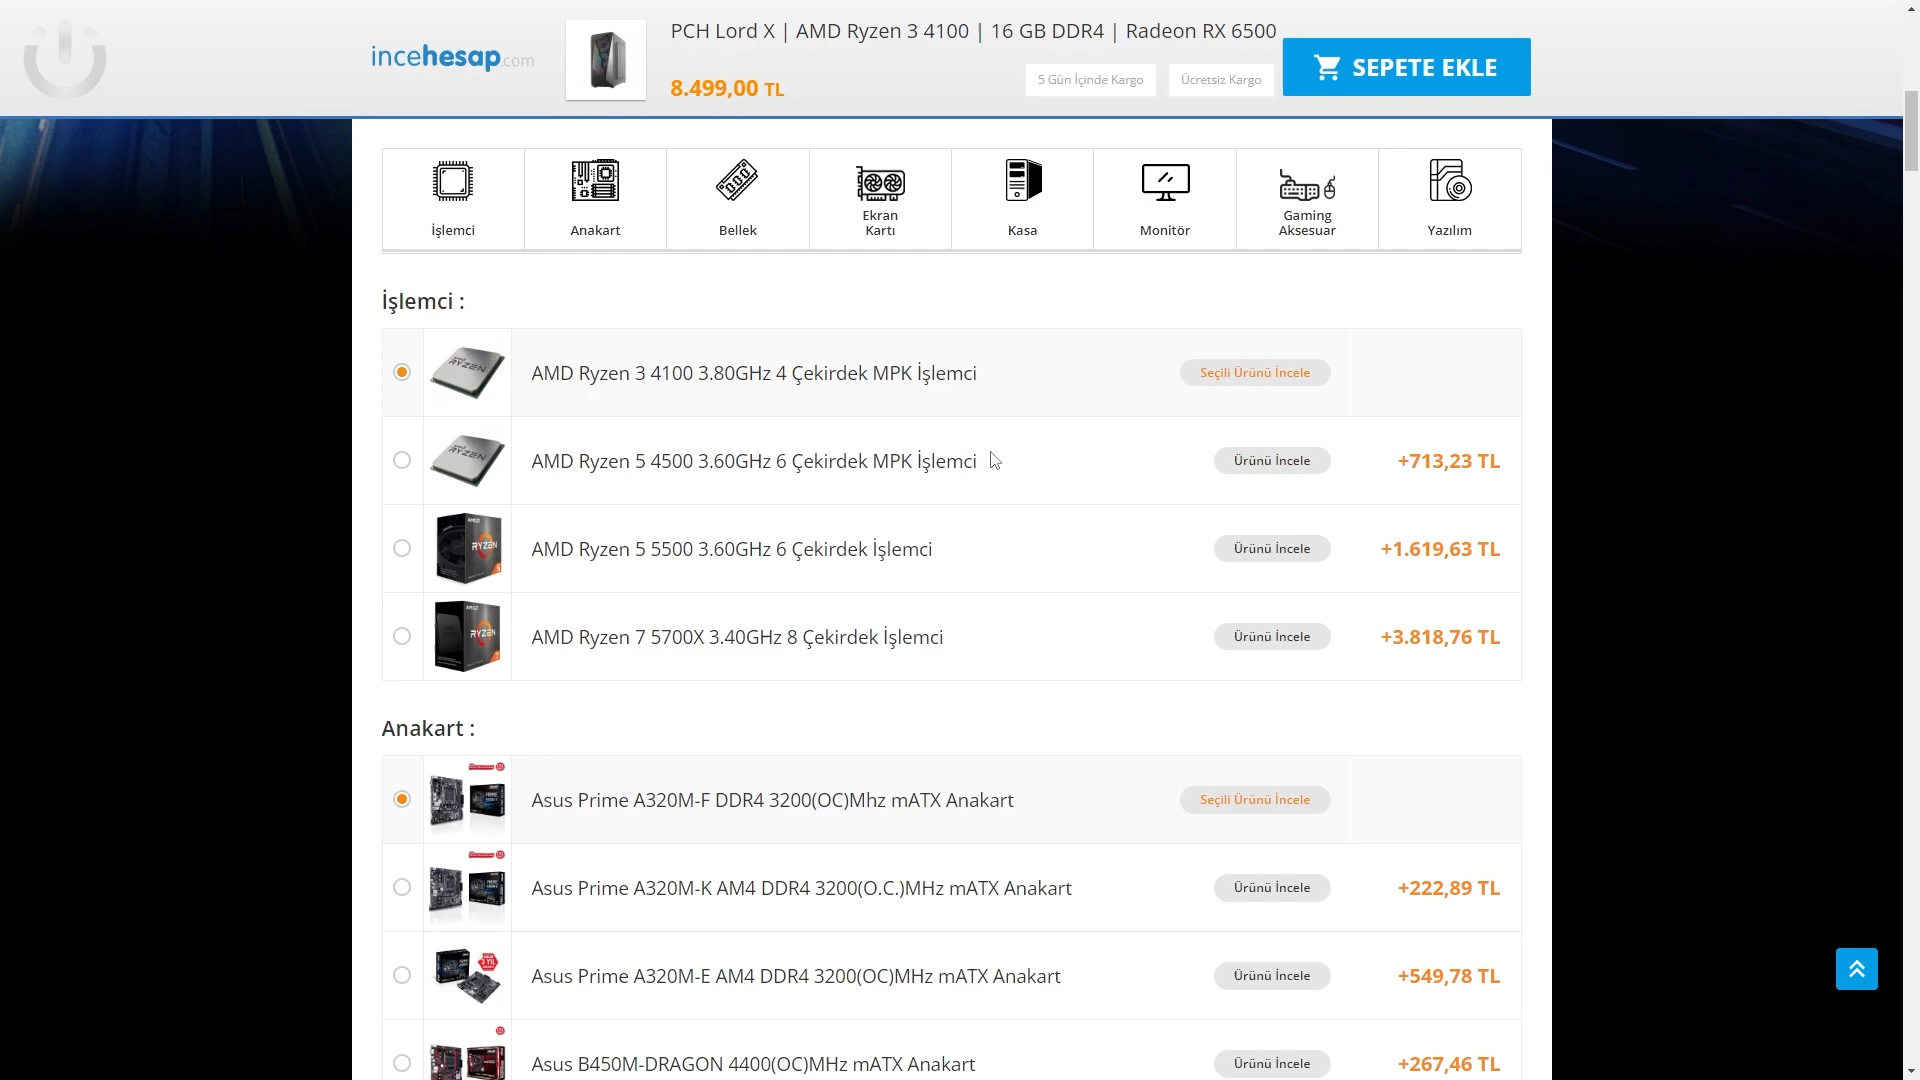 incehesap.com
PCH Lord X | AMD Ryzen 3 4100 | 16 GB DDR4 | Radeon RX 6500
8.499,00 TL
5 Gün İçinde Kargo
Ücretsiz Kargo
SEPETE EKLE
İşlemci
Anakart
Bellek
Ekran
Kartı
Kasa
Monitör
Gaming
Aksesuar
Yazılım
İşlemci :
AMD Ryzen 3 4100 3.80GHz 4 Çekirdek MPK İşlemci
Seçili Ürünü İncele
AMD Ryzen 5 4500 3.60GHz 6 Çekirdek MPK İşlemci
Ürünü İncele
+713,23 TL
AMD Ryzen 5 5500 3.60GHz 6 Çekirdek İşlemci
Ürünü İncele
+1.619,63 TL
AMD Ryzen 7 5700X 3.40GHz 8 Çekirdek İşlemci
Ürünü İncele
+3.818,76 TL
Anakart :
Asus Prime A320M-F DDR4 3200(OC)Mhz mATX Anakart
Seçili Ürünü İncele
Asus Prime A320M-K AM4 DDR4 3200(O.C.)MHz mATX Anakart
Ürünü İncele
+222,89 TL
Asus Prime A320M-E AM4 DDR4 3200(OC)MHz mATX Anakart
Ürünü İncele
+549,78 TL
Asus B450M-DRAGON 4400(OC)MHz mATX Anakart
Ürünü İncele
+267,46 TL